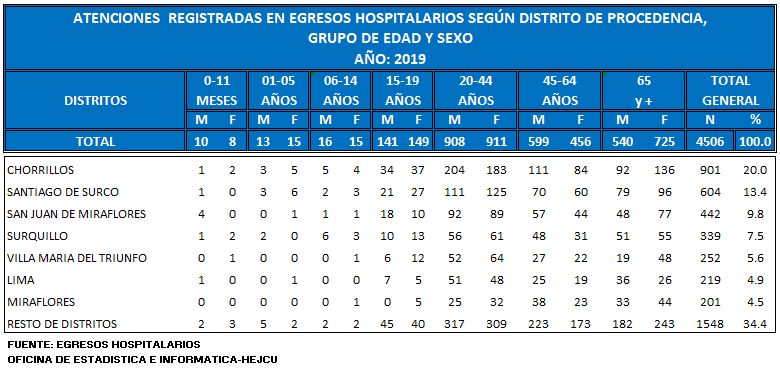 ATENCIONES REGISTRADAS EN EGRESOS HOSPITALARIOS SEGÚN DISTRITO DE PROCEDENCIA,
GRUPO DE EDAD Y SEXO
AÑO: 2019
DISTRITOS 0-11 MESES 01-05 AÑOS 06-14 AÑOS 15-19 AÑOS 20-44 AÑOS 45-64 AÑOS 65 y + TOTAL GENERAL
M F M F M F M F M F M F M F N %
TOTAL 10 8 13 15 16 15 141 149 908 911 599 456 540 725 4506 100.0
CHORRILLOS 1 2 3 5 5 4 34 37 204 183 111 84 92 136 901 20.0
SANTIAGO DE SURCO 1 0 3 6 2 3 21 27 111 125 70 60 79 96 604 13.4
SAN JUAN DE MIRAFLORES 4 0 0 1 1 1 18 10 92 89 57 44 48 77 442 9.8
SURQUILLO 1 2 2 0 6 3 10 13 56 61 48 31 51 55 339 7.5
VILLA MARIA DEL TRIUNFO 0 1 0 0 0 1 6 12 52 64 27 22 19 48 252 5.6
LIMA 1 0 0 1 0 0 7 5 51 48 25 19 36 26 219 4.9
MIRAFLORES 0 0 0 0 0 1 0 5 25 32 38 23 33 44 201 4.5
RESTO DE DISTRITOS 2 3 5 2 2 2 45 40 317 309 223 173 182 243 1548 34.4
FUENTE: EGRESOS HOSPITALARIOS
OFICINA DE ESTADISTICA E INFORMATICA-HEJCU